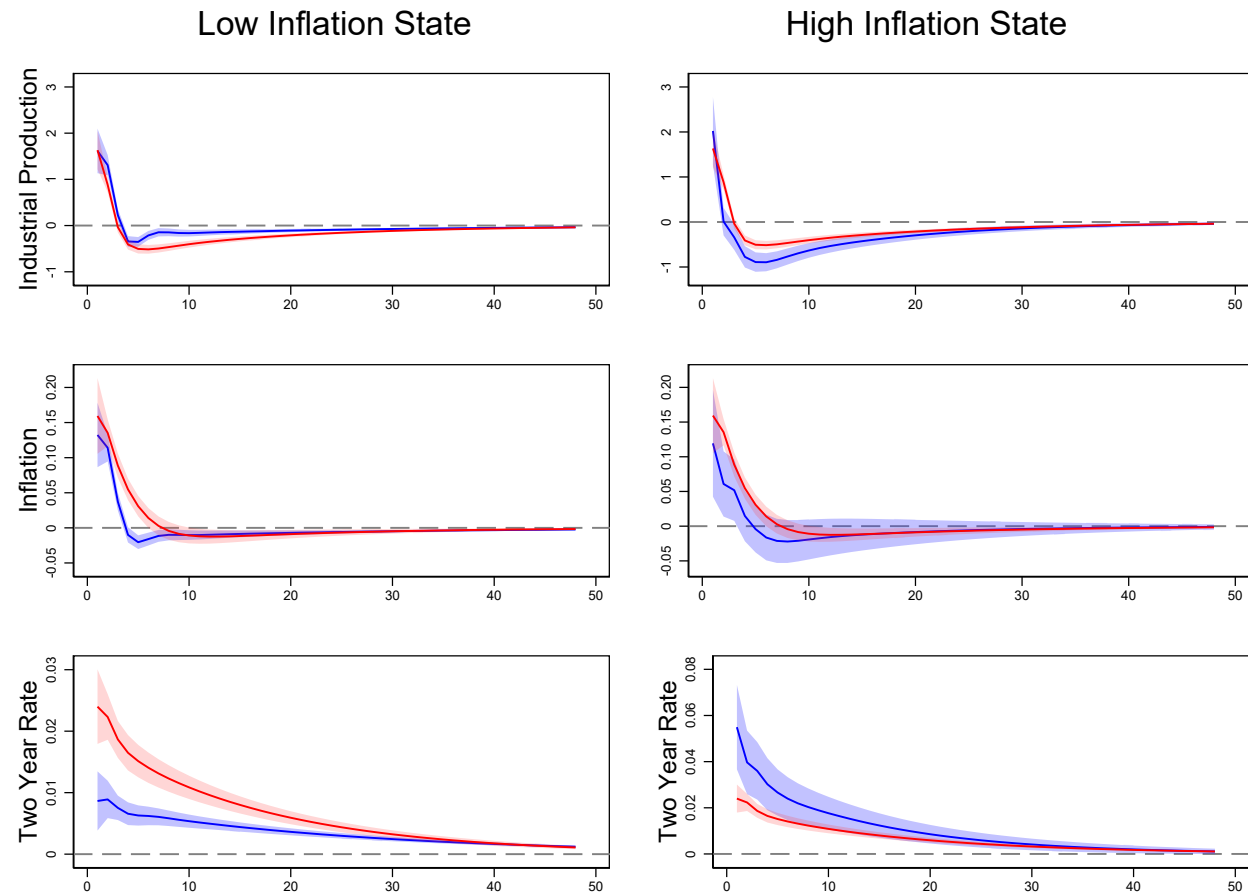 Low Inflation State
High Inflation State
Industrial Production
3
2
1
0
-1
0 10 20 30 40 50
3
2
1
0
-1
0 10 20 30 40 50
Inflation
0.20
0.15
0.10
0.05
0
-0.05
0 10 20 30 40 50
0.20
0.15
0.10
0.05
0
-0.05
0 10 20 30 40 50
Two Year Rate
0.03
0.02
0.01
0
0 10 20 30 40 50
Two Year Rate
0.08
0.06
0.04
0.02
0
0 10 20 30 40 50